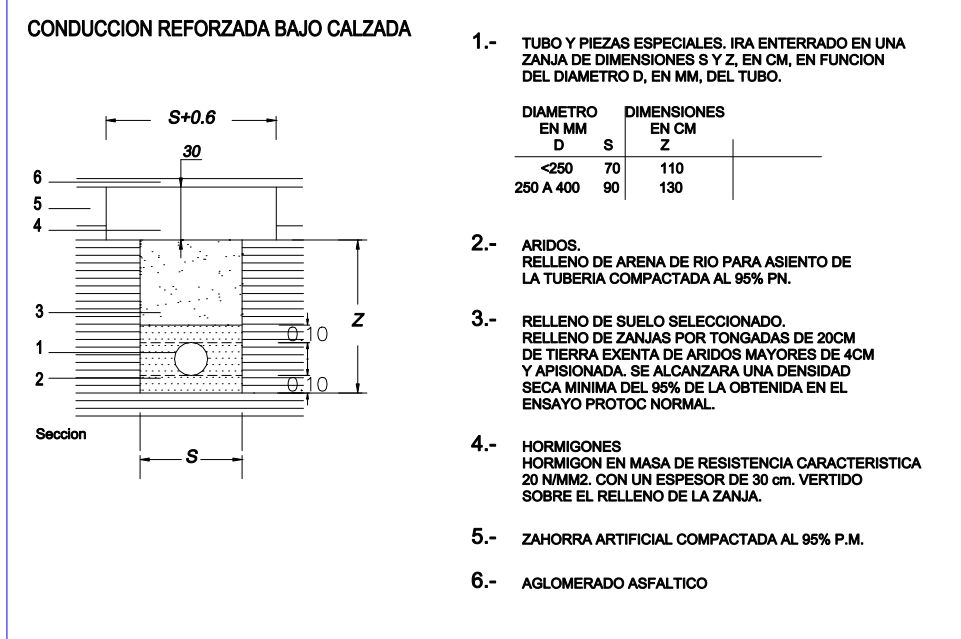 CONDUCCION REFORZADA BAJO CALZADA
S+0.6
30
6
5
4
3
1
2
0.10
0.10
Z
Seccion
S
1.- TUBO Y PIEZAS ESPECIALES. IRA ENTERRADO EN UNA
ZANJA DE DIMENSIONES S Y Z, EN CM, EN FUNCION
DEL DIAMETRO D, EN MM, DEL TUBO.
DIAMETRO DIMENSIONES
EN MM EN CM
D S Z
<250 70 110
250 A 400 90 130
2.- ARIDOS.
RELLENO DE ARENA DE RIO PARA ASIENTO DE
LA TUBERIA COMPACTADA AL 95% PN.
3.- RELLENO DE SUELO SELECCIONADO.
RELLENO DE ZANJAS POR TONGADAS DE 20CM
DE TIERRA EXENTA DE ARIDOS MAYORES DE 4CM
Y APISIONADA. SE ALCANZARA UNA DENSIDAD
SECA MINIMA DEL 95% DE LA OBTENIDA EN EL
ENSAYO PROTOC NORMAL.
4.- HORMIGONES
HORMIGON EN MASA DE RESISTENCIA CARACTERISTICA
20 N/MM2. CON UN ESPESOR DE 30 cm. VERTIDO
SOBRE EL RELLENO DE LA ZANJA.
5.- ZAHORRA ARTIFICIAL COMPACTADA AL 95% P.M.
6.- AGLOMERADO ASFALTICO